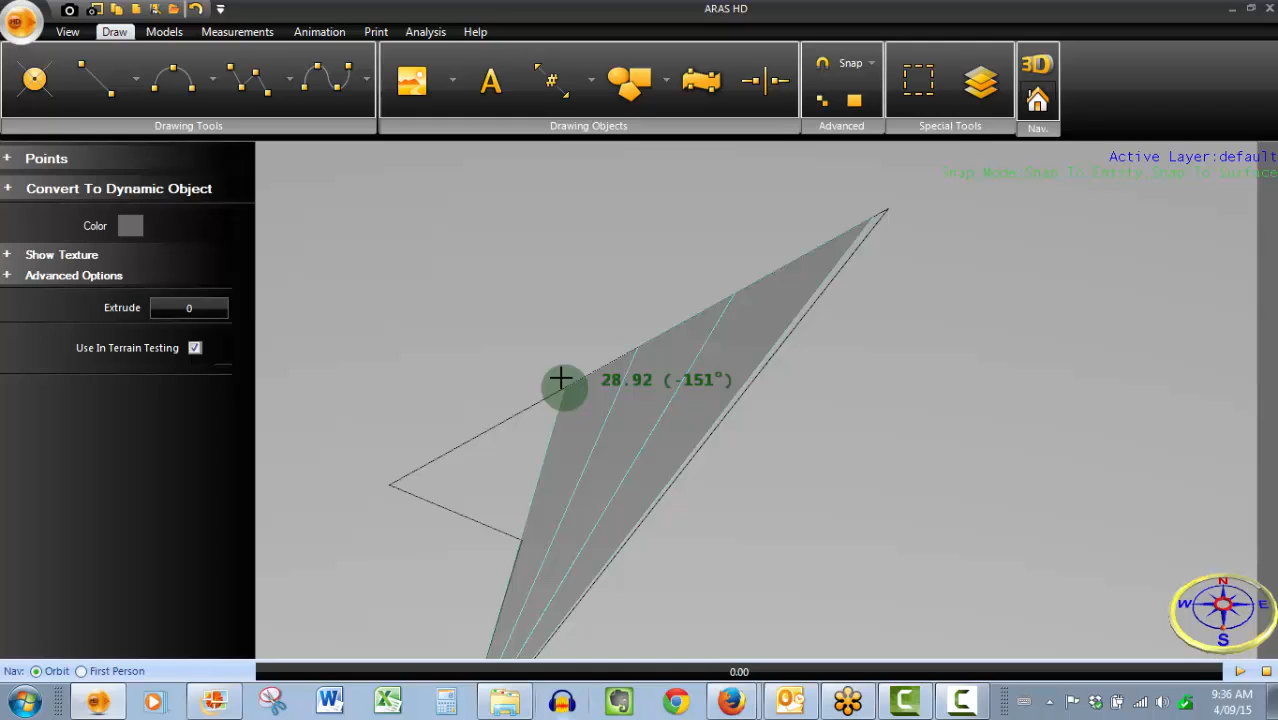 ARAS HD
View Draw Models Measurements Animation Print Analysis Help
HD
#
A
Snap
3D
Drawing Tools Drawing Objects Advanced Special Tools Nav.
+ Points
+ Convert To Dynamic Object
Color
+ Show Texture
+ Advanced Options
Extrude 0
Use In Terrain Testing
Active Layer:default
Snap Mode:Snap To Entity,Snap To Surface
28.92 (-151°)
N
W E
S
Nav: Orbit First Person
0.00
9:36 AM
4/09/15